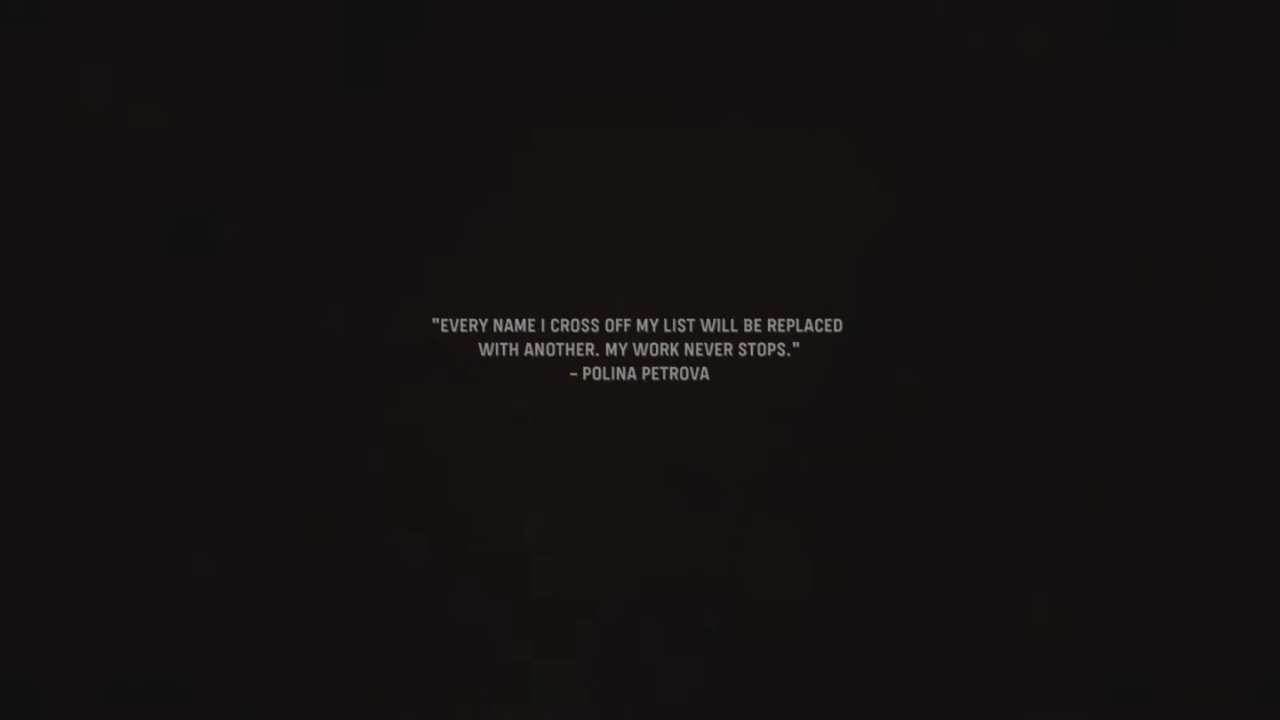 "EVERY NAME I CROSS OFF MY LIST WILL BE REPLACED
WITH ANOTHER. MY WORK NEVER STOPS."
– POLINA PETROVA